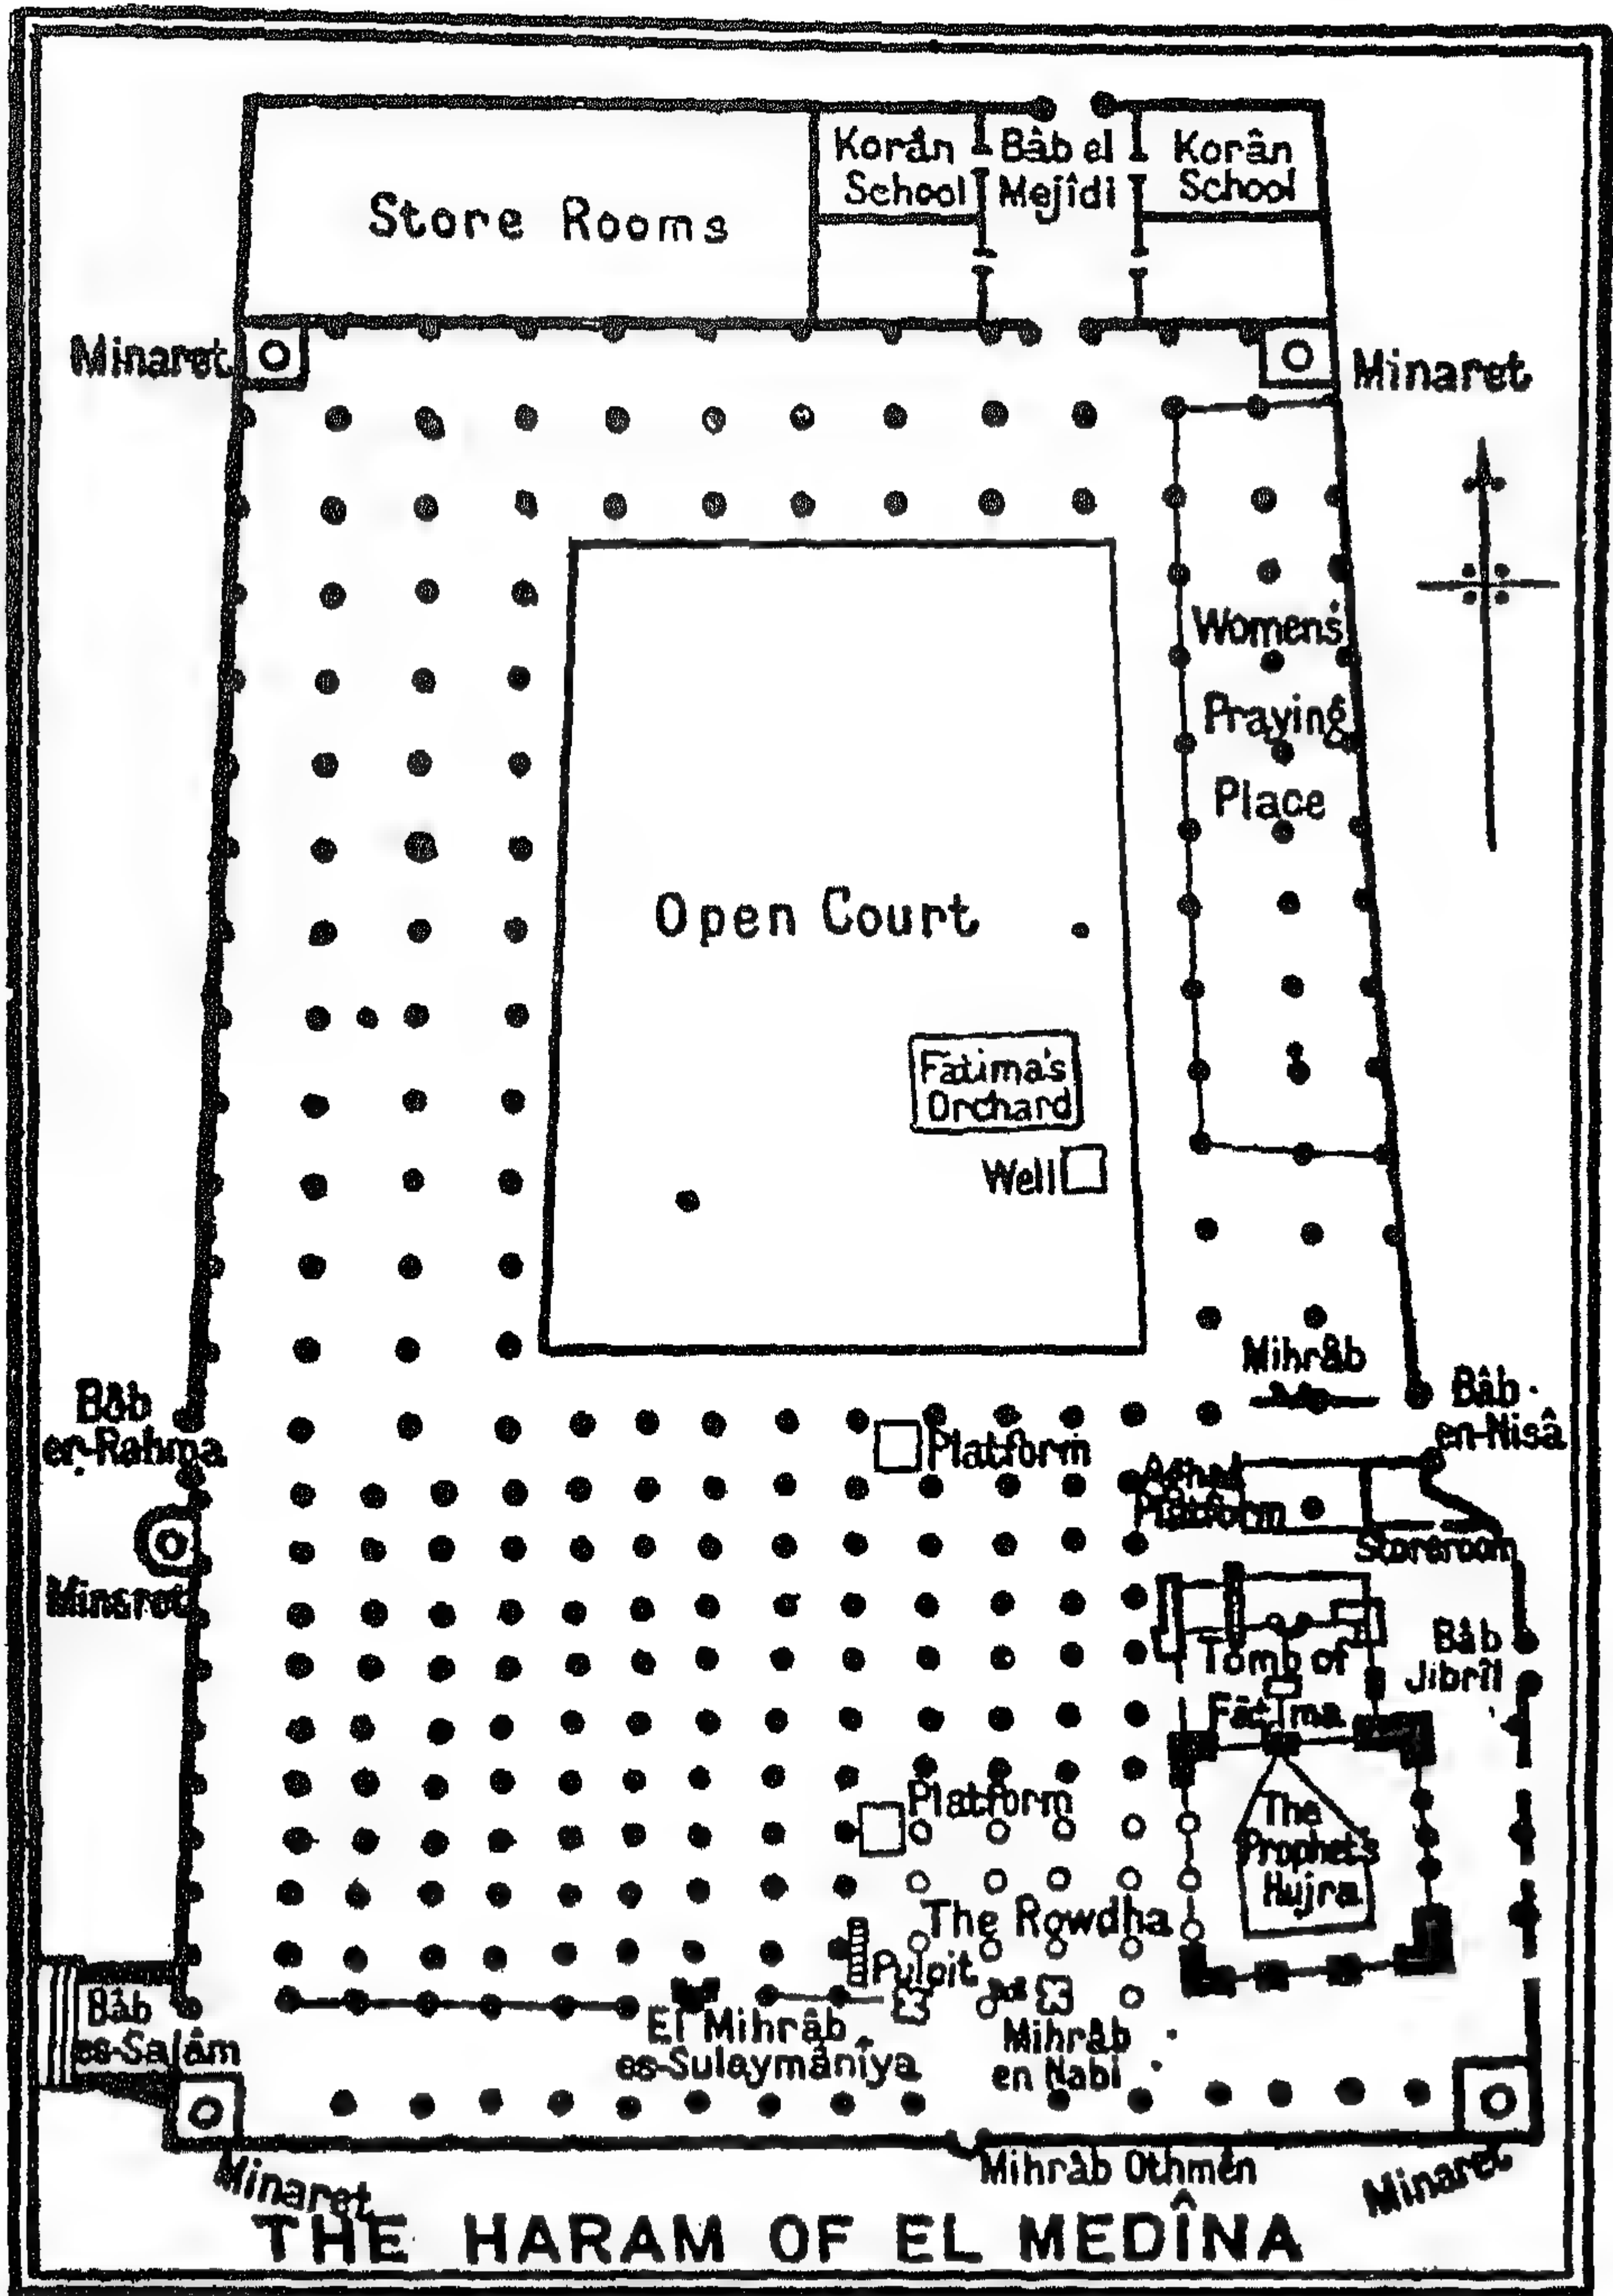 Korân School
Bâb el Mejîdi
Korân School
Store Rooms
Minaret
Minaret
Womens'
Praying
Place
Open Court
Fatima's
Orchard
Well
Mihrâb
Bâb
er-Rahma
Bâb
en-Nisâ
Platform
Platform
Storeroom
Minaret
Tomb of
Fatima
Bâb
Jibrîl
Platform
The
Prophet's
Hujra
The Rowdha
Pulpit
Bâb
es-Salâm
El Mihrâb
es-Sulaymânîya
Mihrâb
en Nabi
Mihrâb Othmân
Minaret
Minaret
THE HARAM OF EL MEDÎNA